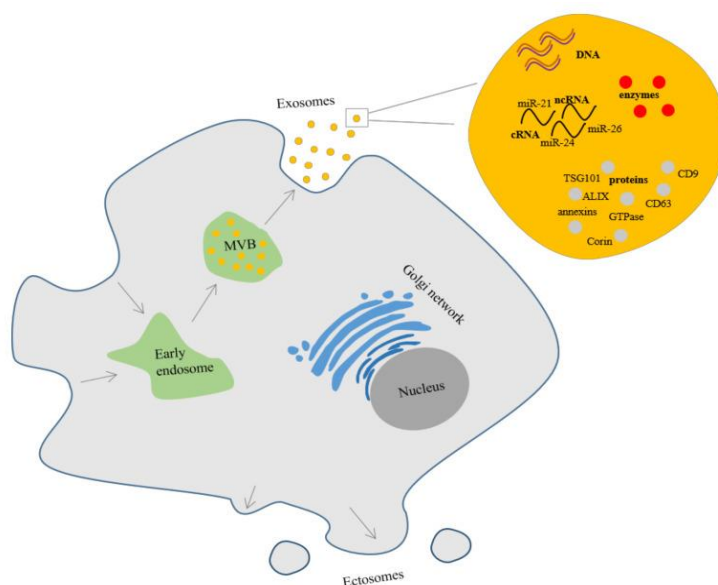 DNA
Exosomes
enzymes
miR-21 ncRNA
cRNA
miR-26
miR-24
TSG101 proteins CD9
ALIX
CD63
annexins
GTPase
Corin
MVB
Golgi network
Early
endosome
Nucleus
Ectosomes